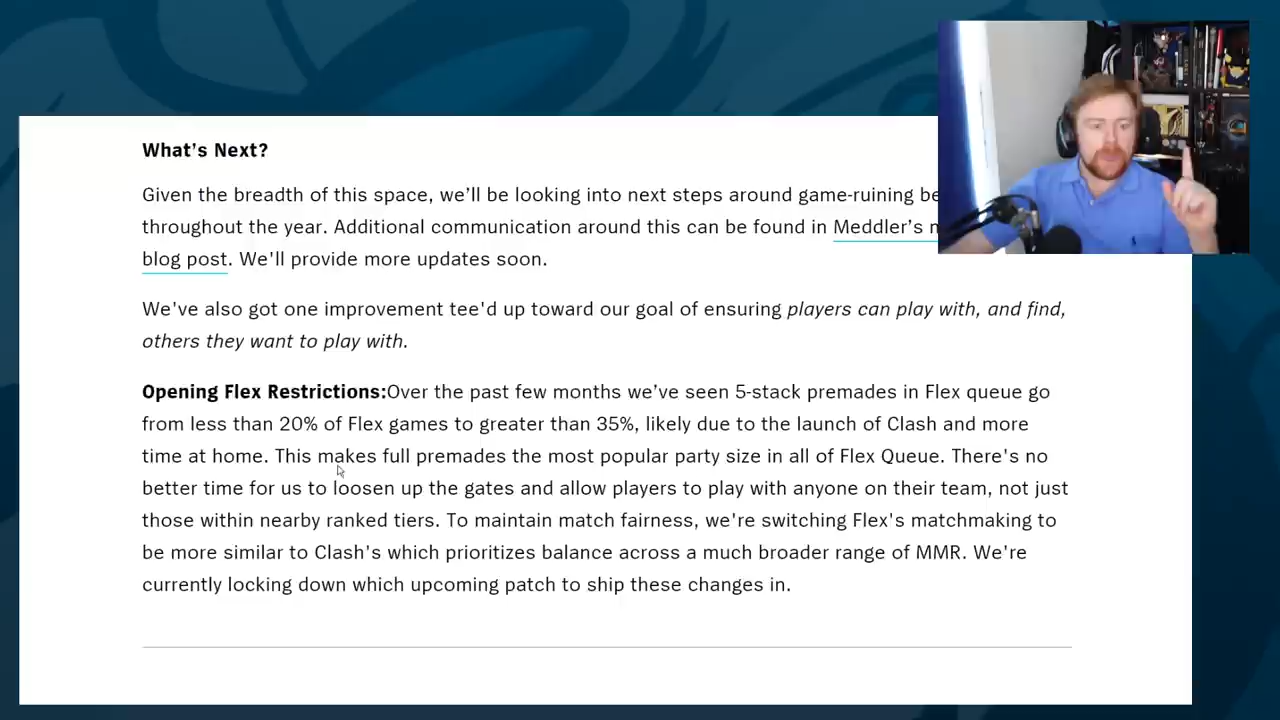 What’s Next?
Given the breadth of this space, we’ll be looking into next steps around game-ruining
throughout the year. Additional communication around this can be found in Meddler’s
blog post. We'll provide more updates soon.
We've also got one improvement tee'd up toward our goal of ensuring players can play with, and find,
others they want to play with.
Opening Flex Restrictions:Over the past few months we’ve seen 5-stack premades in Flex queue go
from less than 20% of Flex games to greater than 35%, likely due to the launch of Clash and more
time at home. This makes full premades the most popular party size in all of Flex Queue. There's no
better time for us to loosen up the gates and allow players to play with anyone on their team, not just
those within nearby ranked tiers. To maintain match fairness, we're switching Flex's matchmaking to
be more similar to Clash's which prioritizes balance across a much broader range of MMR. We're
currently locking down which upcoming patch to ship these changes in.